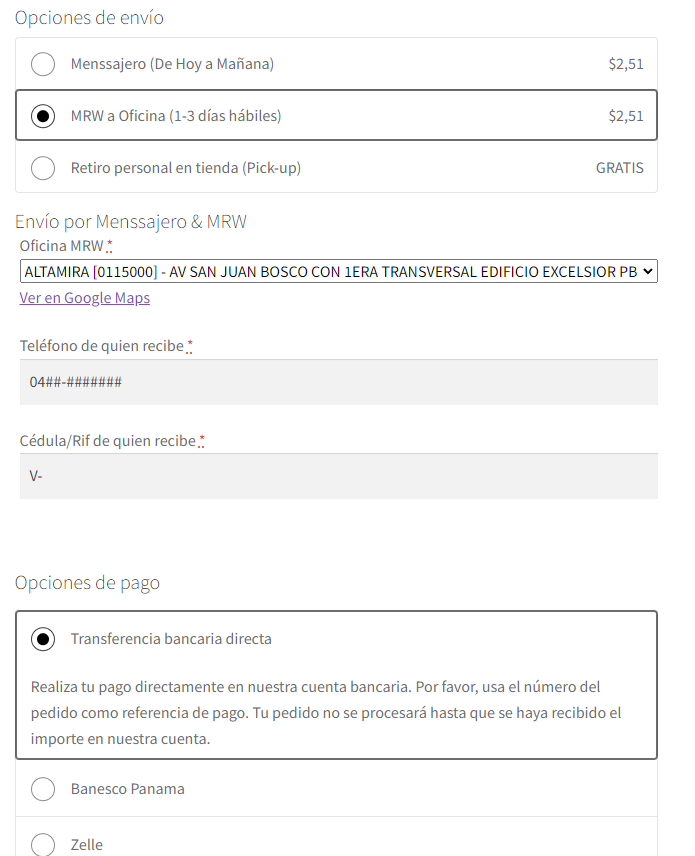 Opciones de envío
Menssajero (De Hoy a Mañana) $2,51
MRW a Oficina (1-3 días hábiles) $2,51
Retiro personal en tienda (Pick-up) GRATIS
Envío por Menssajero & MRW
Oficina MRW *
ALTAMIRA [0115000] - AV SAN JUAN BOSCO CON 1ERA TRANSVERSAL EDIFICIO EXCELSIOR PB
Ver en Google Maps
Teléfono de quien recibe *
04##-#######
Cédula/Rif de quien recibe *
V-
Opciones de pago
Transferencia bancaria directa
Realiza tu pago directamente en nuestra cuenta bancaria. Por favor, usa el número del
pedido como referencia de pago. Tu pedido no se procesará hasta que se haya recibido el
importe en nuestra cuenta.
Banesco Panama
Zelle